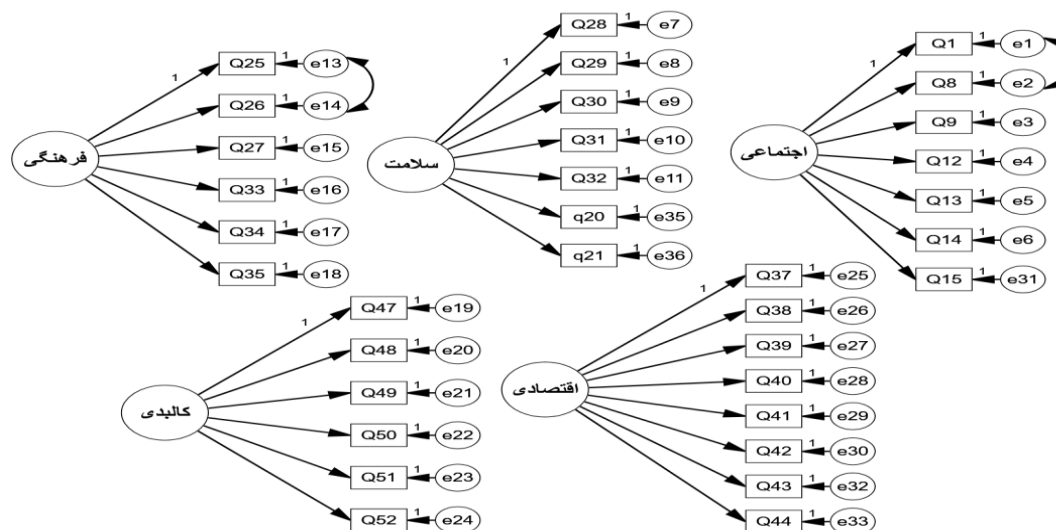 فرهنگی
1
Q25 1 e13
Q26 1 e14
Q27 1 e15
Q33 1 e16
Q34 1 e17
Q35 1 e18
سلامت
1
Q28 1 e7
Q29 1 e8
Q30 1 e9
Q31 1 e10
Q32 1 e11
q20 1 e35
q21 1 e36
اجتماعی
1
Q1 1 e1
Q8 1 e2
Q9 1 e3
Q12 1 e4
Q13 1 e5
Q14 1 e6
Q15 1 e31
کالبدی
1
Q47 1 e19
Q48 1 e20
Q49 1 e21
Q50 1 e22
Q51 1 e23
Q52 1 e24
اقتصادی
1
Q37 1 e25
Q38 1 e26
Q39 1 e27
Q40 1 e28
Q41 1 e29
Q42 1 e30
Q43 1 e32
Q44 1 e33